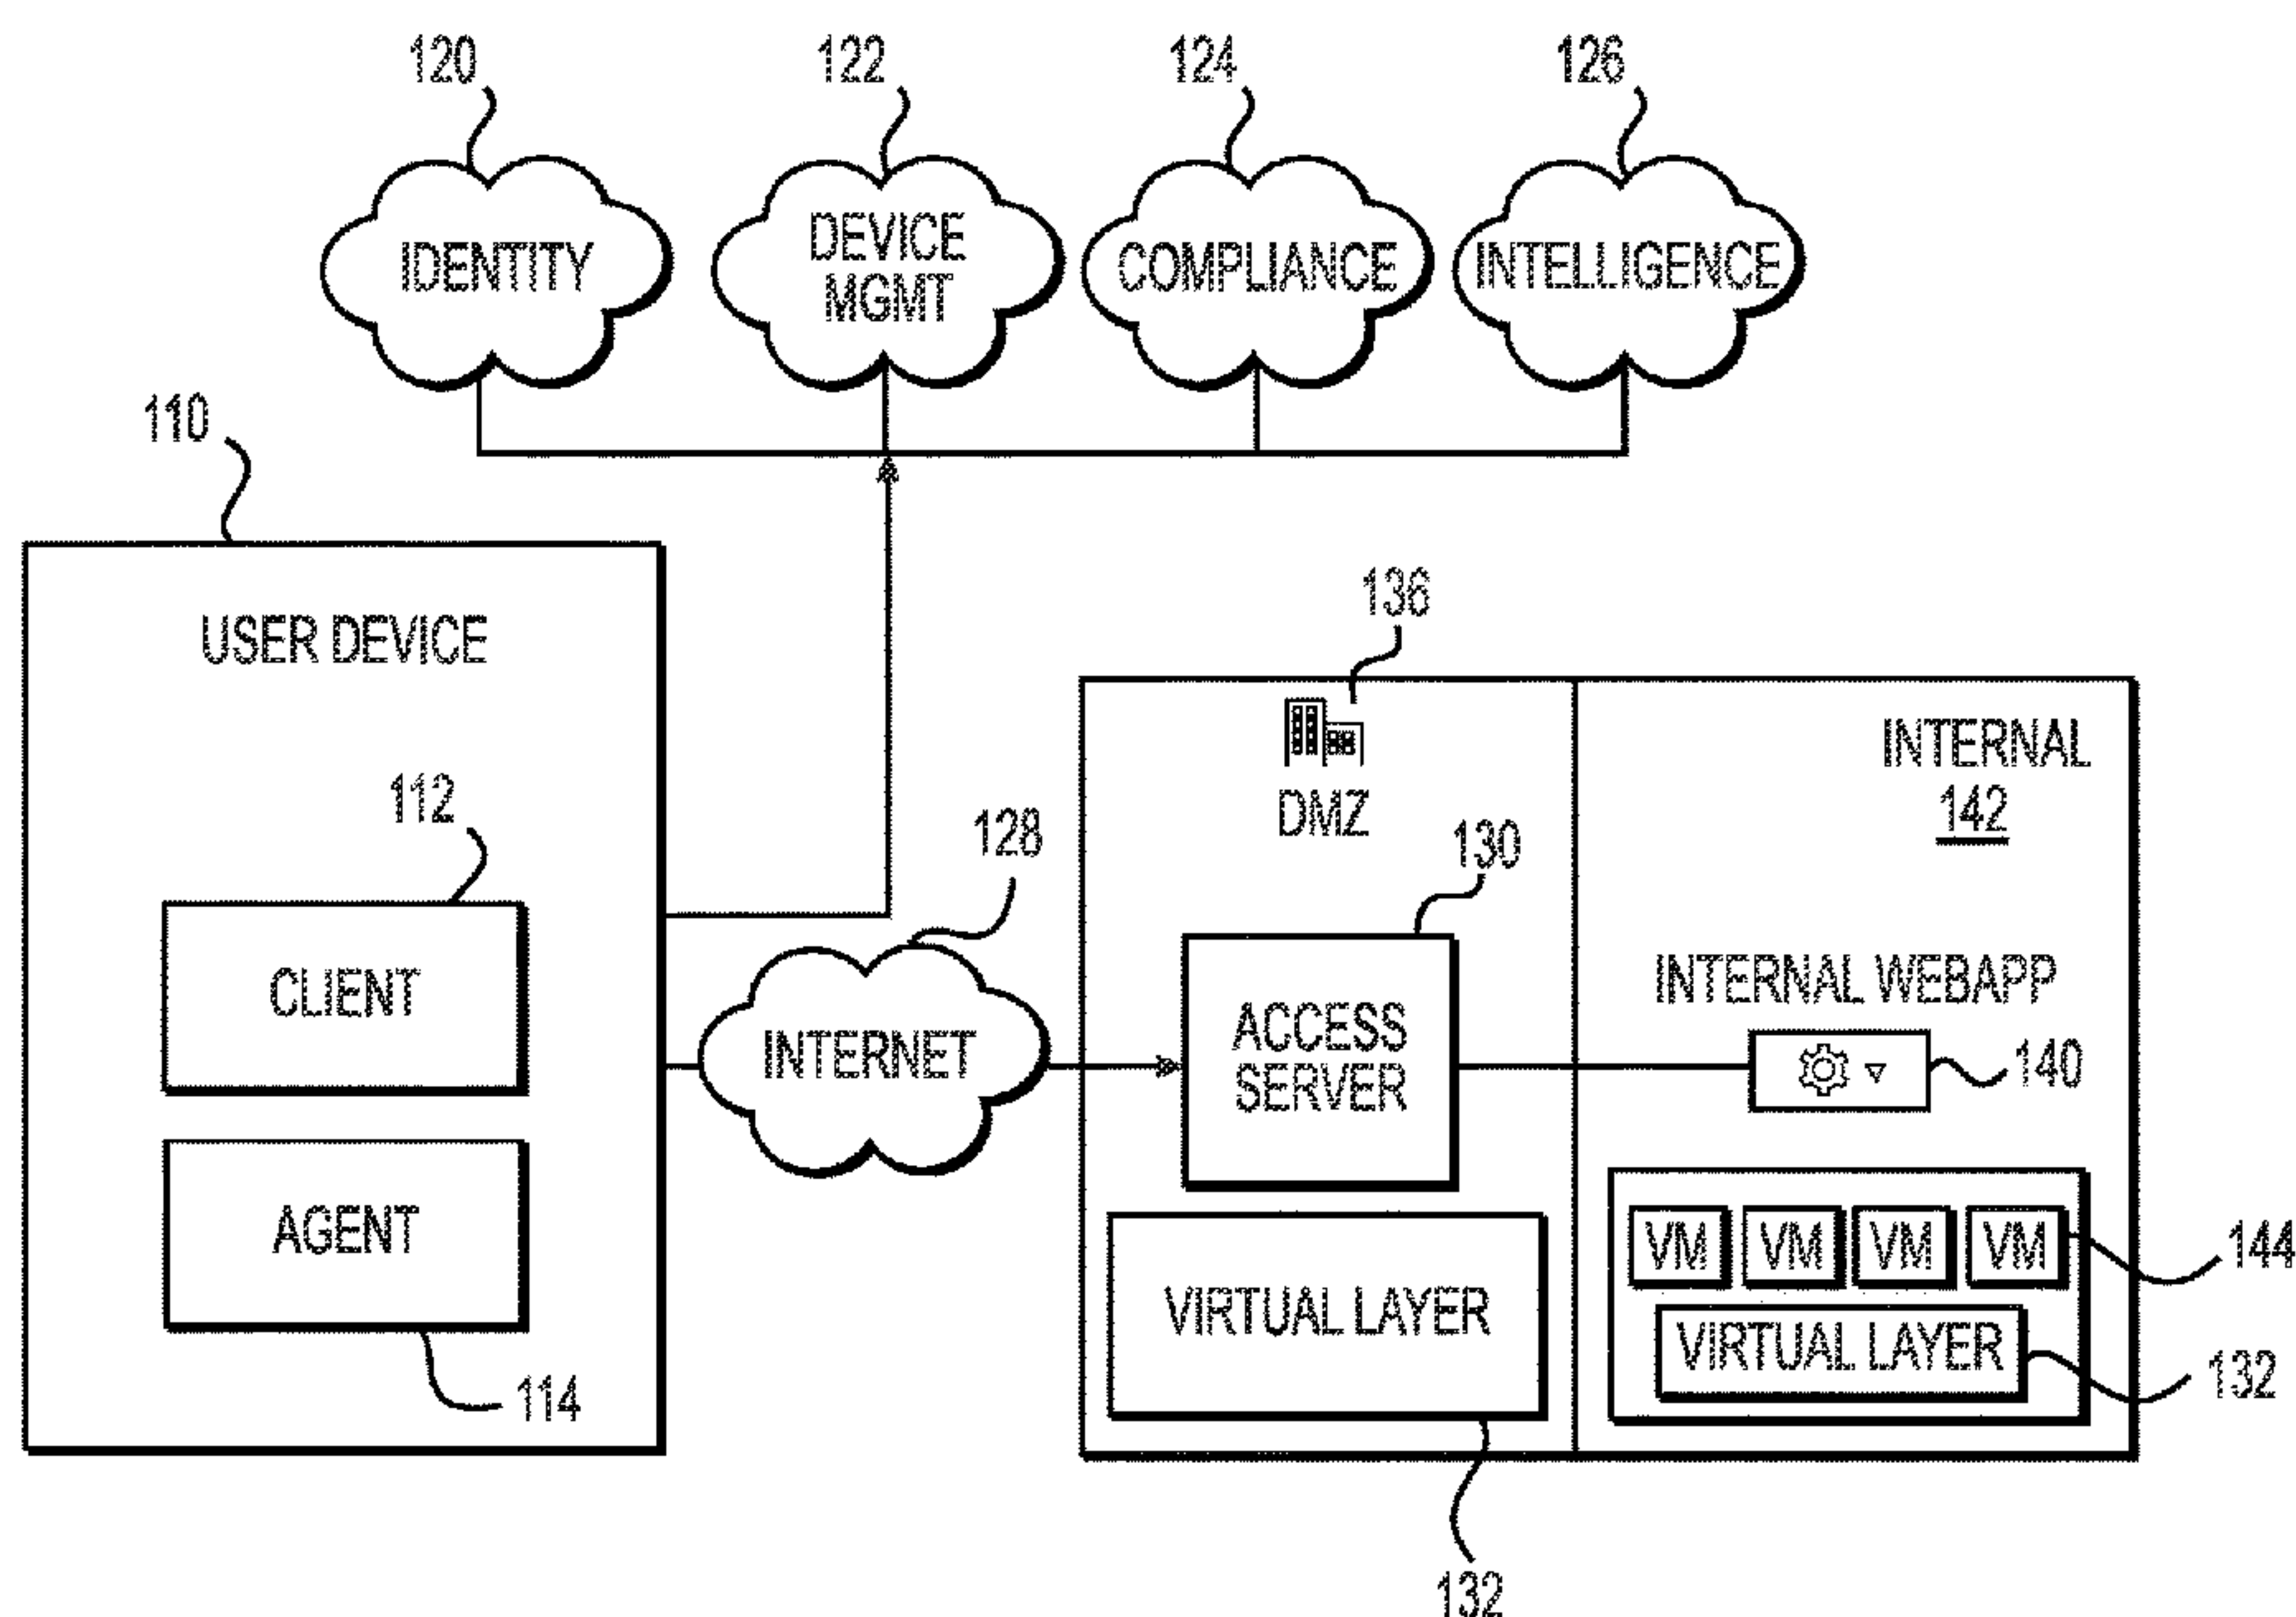 120
122
124
126
IDENTITY
DEVICE
MGMT
COMPLIANCE
INTELLIGENCE
110
USER DEVICE
136
INTERNAL
142
DMZ
112
128
130
CLIENT
INTERNET
ACCESS
SERVER
INTERNAL WEBAPP
140
AGENT
114
VIRTUAL LAYER
132
VM VM VM VM
144
VIRTUAL LAYER
132